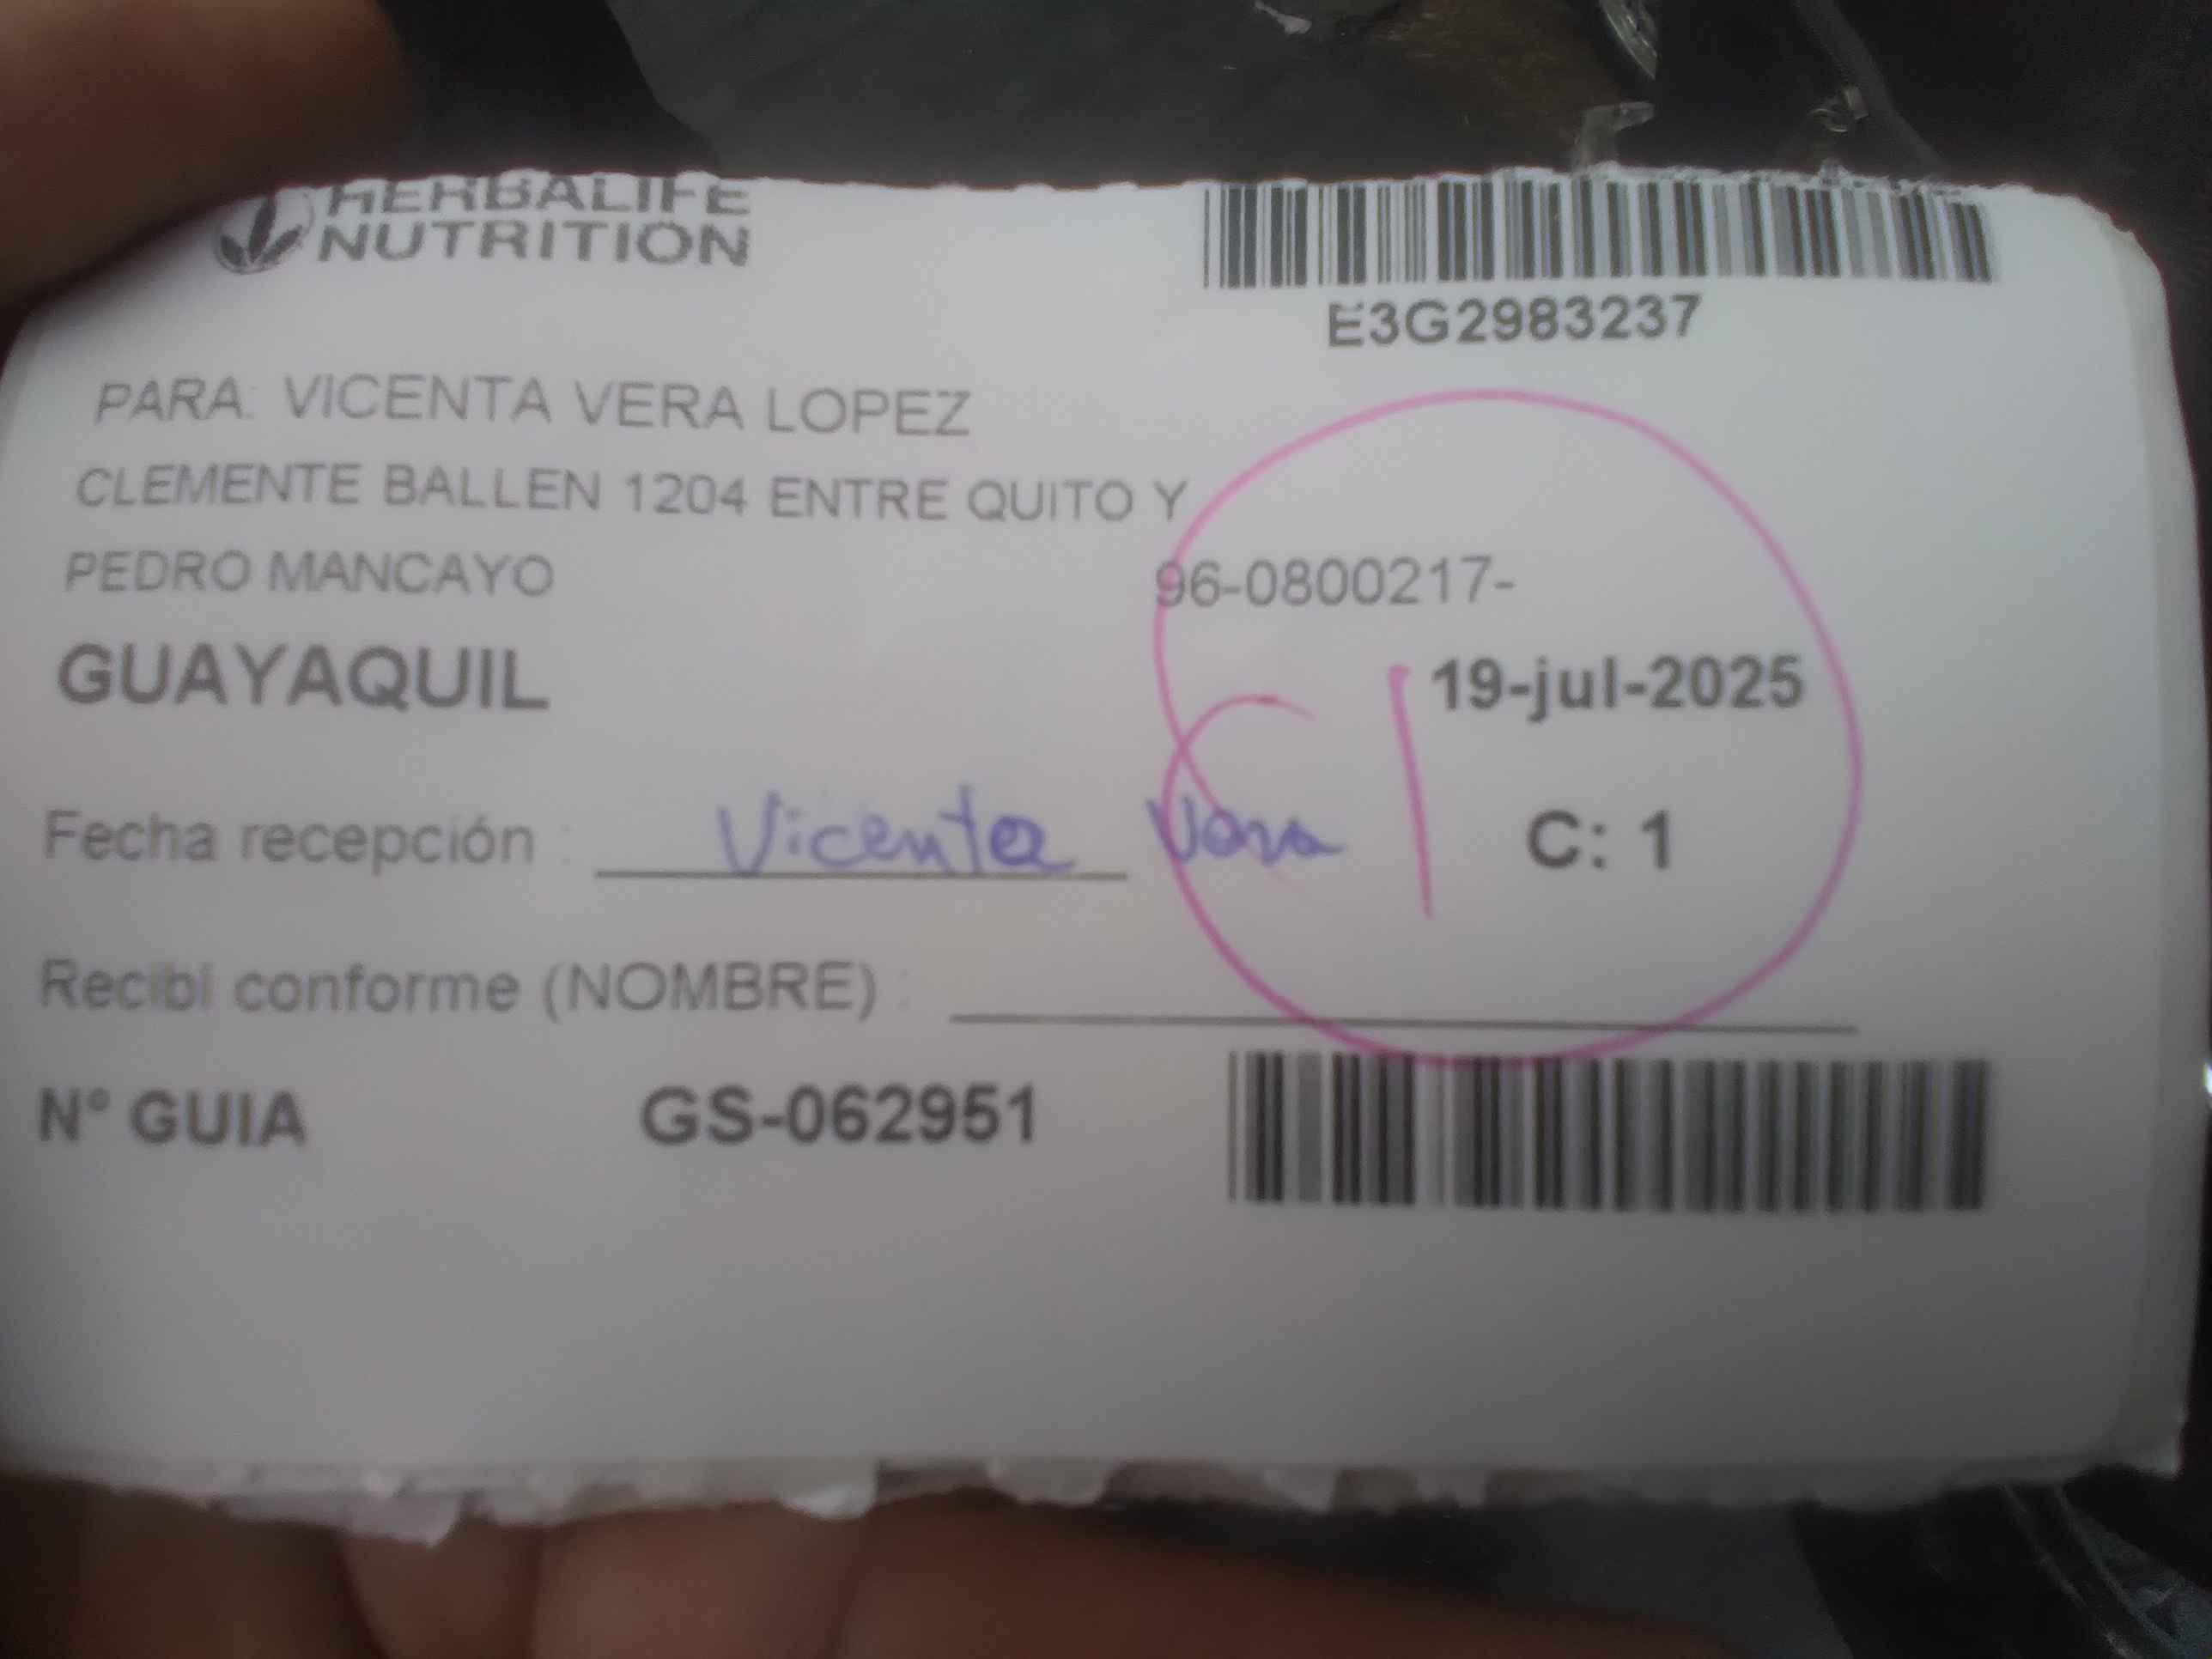 HERBALIFE
NUTRITION
E3G2983237
PARA: VICENTA VERA LOPEZ
CLEMENTE BALLEN 1204 ENTRE QUITO Y
PEDRO MANCAYO
96-0800217-
GUAYAQUIL
19-jul-2025
Fecha recepción : Vicenta Vera
C: 1
Recibi conforme (NOMBRE) :
N° GUIA GS-062951